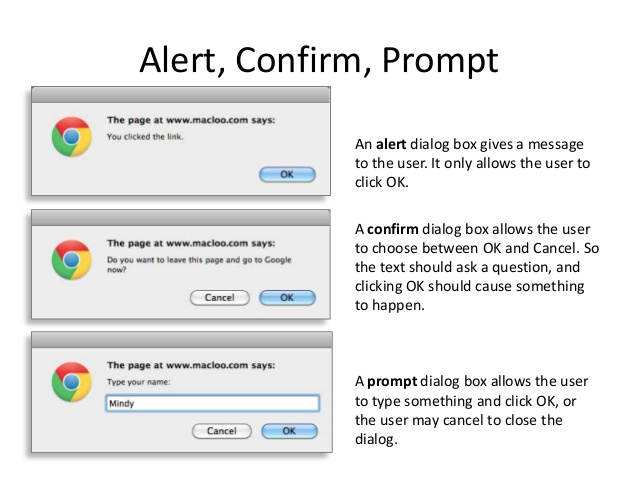 Alert, Confirm, Prompt
The page at www.macloo.com says:
You clicked the link.
OK
An alert dialog box gives a message
to the user. It only allows the user to
click OK.
The page at www.macloo.com says:
Do you want to leave this page and go to Google
now?
Cancel OK
A confirm dialog box allows the user
to choose between OK and Cancel. So
the text should ask a question, and
clicking OK should cause something
to happen.
The page at www.macloo.com says:
Type your name:
Mindy
Cancel OK
A prompt dialog box allows the user
to type something and click OK, or
the user may cancel to close the
dialog.